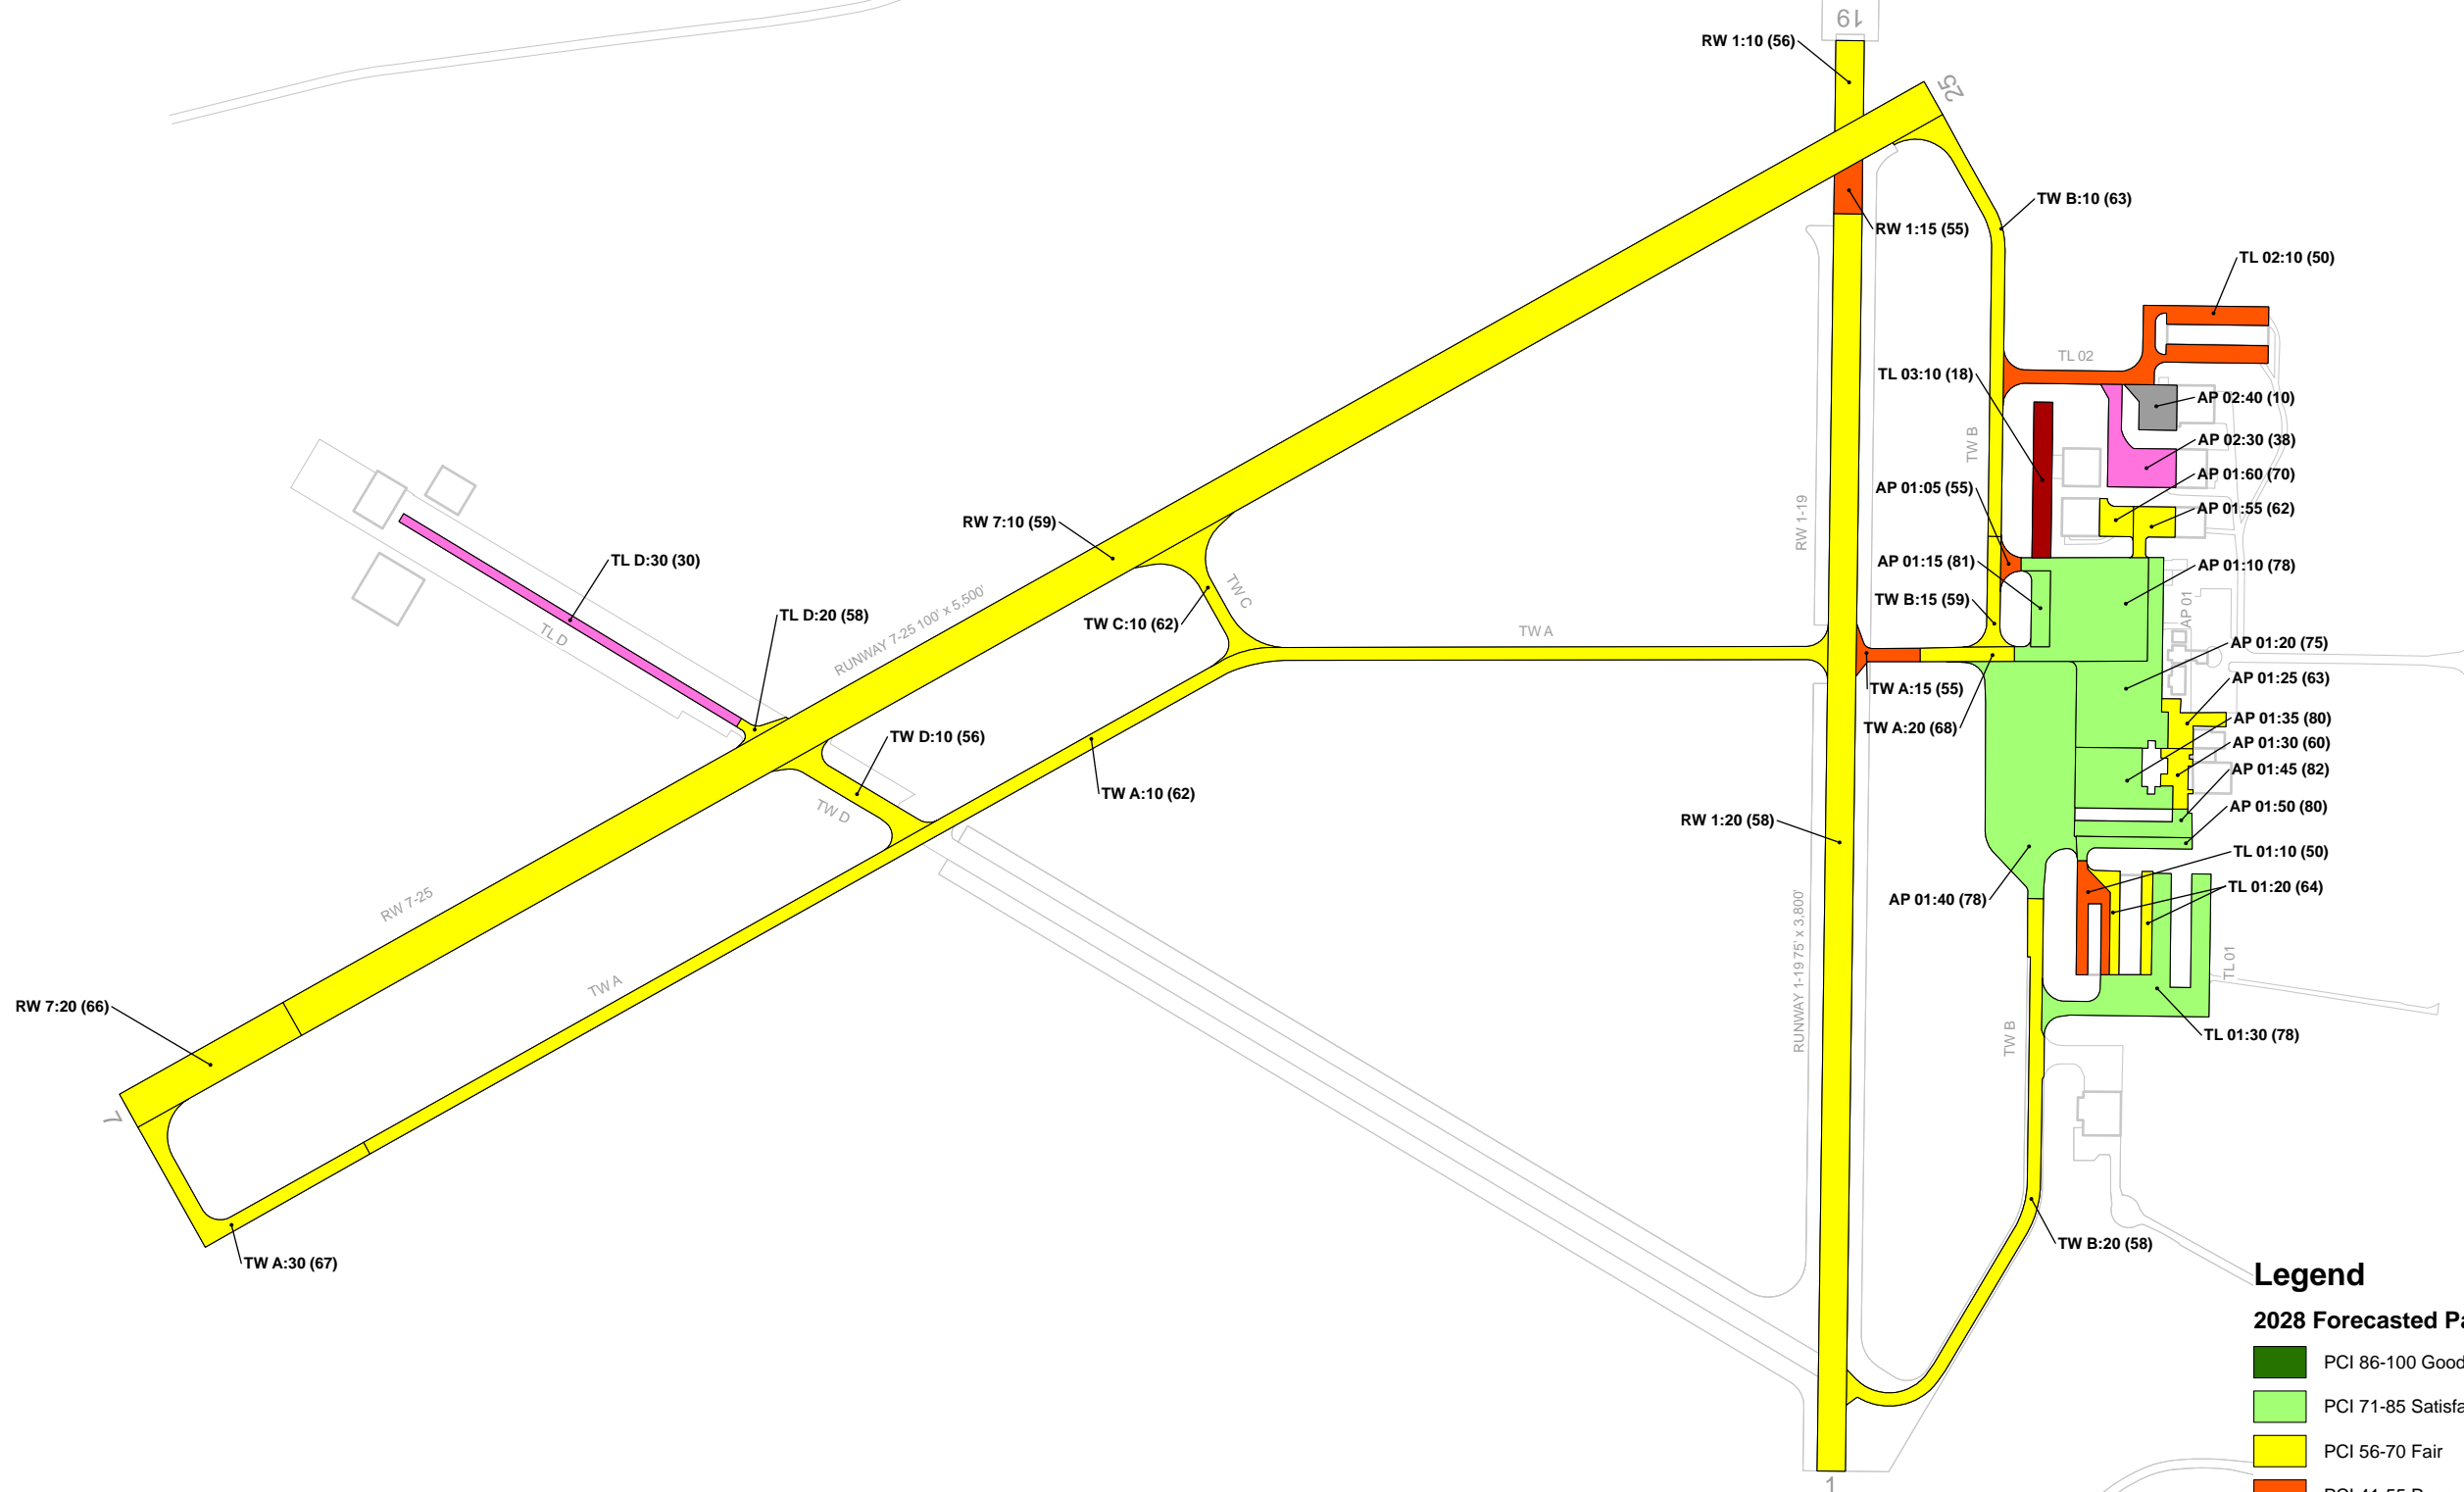 19
RW 1:10 (56)
25
TW B:10 (63)
RW 1:15 (55)
TL 02:10 (50)
TL 02
TL 03:10 (18)
AP 02:40 (10)
AP 02:30 (38)
TW B
AP 01:60 (70)
AP 01:05 (55)
AP 01:55 (62)
RW 1-19
RW 7:10 (59)
TL D:30 (30)
AP 01:15 (81)
AP 01:10 (78)
TW C
RUNWAY 7-25 100' x 5,500'
TW B:15 (59)
AP 01
TL D:20 (58)
TW C:10 (62)
TW A
TL D
AP 01:20 (75)
AP 01:25 (63)
TW A:15 (55)
AP 01:35 (80)
TW A:20 (68)
TW D:10 (56)
AP 01:30 (60)
AP 01:45 (82)
TW A:10 (62)
TW D
AP 01:50 (80)
RW 1:20 (58)
TL 01:10 (50)
TL 01:20 (64)
AP 01:40 (78)
RW 7-25
RUNWAY 1-19 75' x 3,800'
TL 01
TW A
RW 7:20 (66)
TW B
TL 01:30 (78)
7
TW B:20 (58)
TW A:30 (67)
Legend
2028 Forecasted Pa
PCI 86-100 Good
PCI 71-85 Satisfa
PCI 56-70 Fair
1